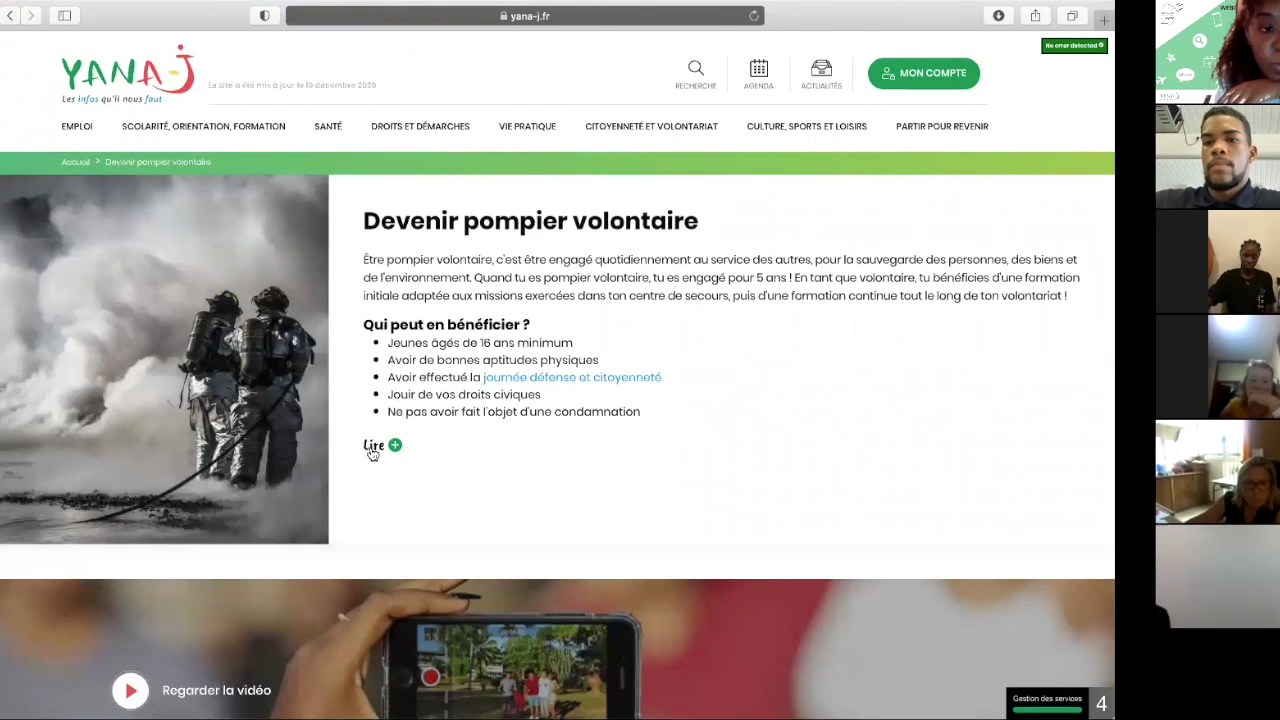 yana-j.fr
No error detected
YANA-J
Les infos qu'il nous faut
Le site a été mis à jour le 10 décembre 2020
RECHERCHE
AGENDA
ACTUALITÉS
MON COMPTE
EMPLOI
SCOLARITÉ, ORIENTATION, FORMATION
SANTÉ
DROITS ET DÉMARCHES
VIE PRATIQUE
CITOYENNETÉ ET VOLONTARIAT
CULTURE, SPORTS ET LOISIRS
PARTIR POUR REVENIR
Accueil > Devenir pompier volontaire
Devenir pompier volontaire
Être pompier volontaire, c'est être engagé quotidiennement au service des autres, pour la sauvegarde des personnes, des biens et
de l'environnement. Quand tu es pompier volontaire, tu es engagé pour 5 ans ! En tant que volontaire, tu bénéficies d'une formation
initiale adaptée aux missions exercées dans ton centre de secours, puis d'une formation continue tout le long de ton volontariat !
Qui peut en bénéficier ?
Jeunes âgés de 16 ans minimum
Avoir de bonnes aptitudes physiques
Avoir effectué la journée défense et citoyenneté
Jouir de vos droits civiques
Ne pas avoir fait l'objet d'une condamnation
Lire
Regarder la vidéo
Gestion des services
4